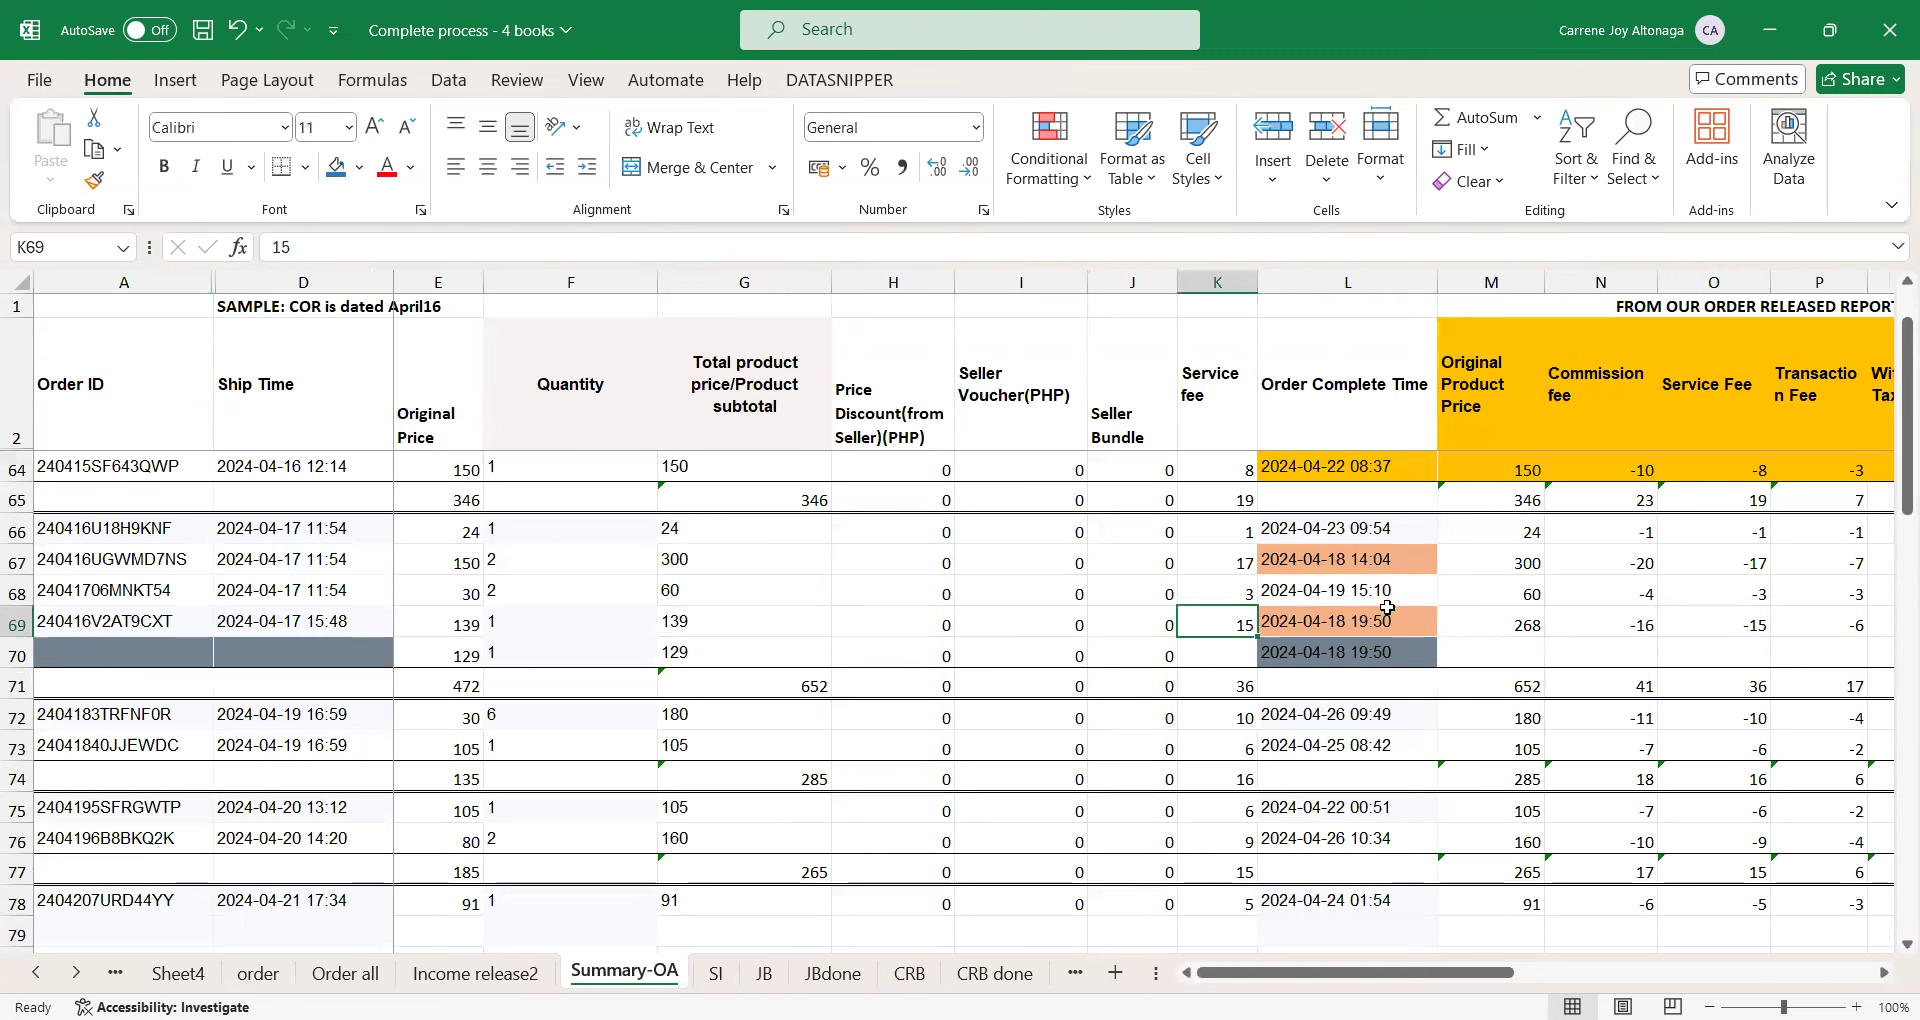 AutoSave Off Complete process - 4 books Search Carrene Joy Altonaga CA
File Home Insert Page Layout Formulas Data Review View Automate Help DATASNIPPER Comments Share
Paste Calibri 11 Wrap Text General AutoSum
B I U Merge & Center Conditional Formatting Format as Table Cell Styles Insert Delete Format Fill Clear Sort & Filter Find & Select Add-ins Analyze Data
Clipboard Font Alignment Number Styles Cells Editing Add-ins
K69 fx 15
A D E F G H I J K L M N O P
1 SAMPLE: COR is dated April16 FROM OUR ORDER RELEASED REPORT
2 Order ID Ship Time Original Price Quantity Total product price/Product subtotal Price Discount(from Seller)(PHP) Seller Voucher(PHP) Seller Bundle Service fee Order Complete Time Original Product Price Commission fee Service Fee Transaction Fee
64 240415SF643QWP 2024-04-16 12:14 150 1 150 0 0 0 8 2024-04-22 08:37 150 -10 -8 -3
65 346 346 0 0 0 19 346 23 19 7
66 240416U18H9KNF 2024-04-17 11:54 24 1 24 0 0 0 1 2024-04-23 09:54 24 -1 -1 -1
67 240416UGWMD7NS 2024-04-17 11:54 150 2 300 0 0 0 17 2024-04-18 14:04 300 -20 -17 -7
68 24041706MNKT54 2024-04-17 11:54 30 2 60 0 0 0 3 2024-04-19 15:10 60 -4 -3 -3
69 240416V2AT9CXT 2024-04-17 15:48 139 1 139 0 0 0 15 2024-04-18 19:50 268 -16 -15 -6
70 129 1 129 0 0 0 2024-04-18 19:50
71 472 652 0 0 0 36 652 41 36 17
72 2404183TRFNF0R 2024-04-19 16:59 30 6 180 0 0 0 10 2024-04-26 09:49 180 -11 -10 -4
73 24041840JJEWDC 2024-04-19 16:59 105 1 105 0 0 0 6 2024-04-25 08:42 105 -7 -6 -2
74 135 285 0 0 0 16 285 18 16 6
75 2404195SFRGWTP 2024-04-20 13:12 105 1 105 0 0 0 6 2024-04-22 00:51 105 -7 -6 -2
76 2404196B8BKQ2K 2024-04-20 14:20 80 2 160 0 0 0 9 2024-04-26 10:34 160 -10 -9 -4
77 185 265 0 0 0 15 265 17 15 6
78 2404207URD44YY 2024-04-21 17:34 91 1 91 0 0 0 5 2024-04-24 01:54 91 -6 -5 -3
79
Sheet4 order Order all Income release2 Summary-OA SI JB JBdone CRB CRB done
Ready Accessibility: Investigate 100%